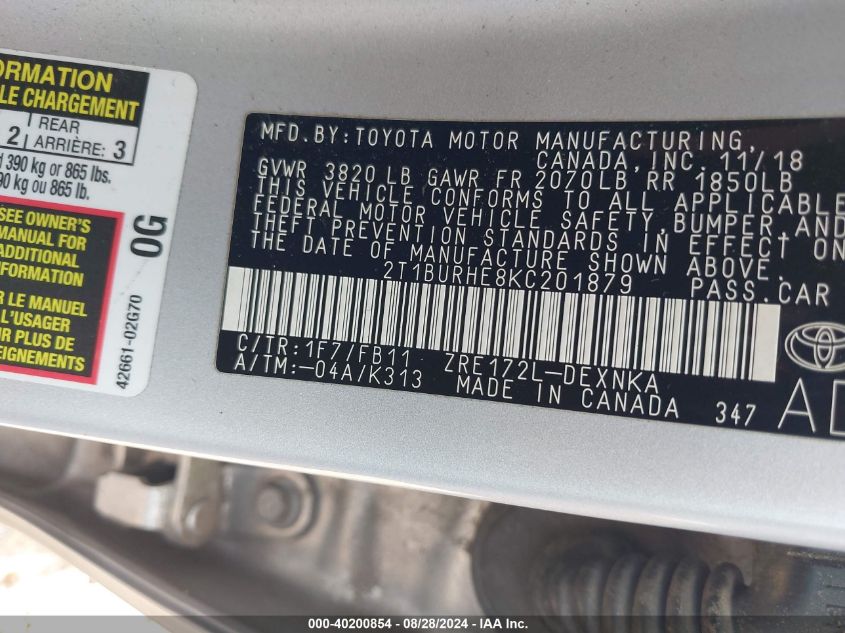 ORMATION
LE CHARGEMENT
2 REAR
ARRIÈRE: 3
d 390 kg or 865 lbs.
90 kg ou 865 lb.
SEE OWNER'S
MANUAL FOR
ADDITIONAL
INFORMATION
LE MANUEL
L'USAGER
UR PLUS DE
0G
42661-02G70
MFD. BY: TOYOTA MOTOR MANUFACTURING,
CANADA, INC. 11/18
GVWR 3820 LB GAWR FR 2070LB RR 1850LB
THIS VEHICLE CONFORMS TO ALL APPLICABLE
FEDERAL MOTOR VEHICLE SAFETY, BUMPER AND
THEFT PREVENTION STANDARDS IN EFFECT ON
THE DATE OF MANUFACTURE SHOWN ABOVE.
2T1BURHE8KC201879 PASS.CAR
C/TR: 1F7/FB11 ZRE172L-DEXNKA
A/TM:-04A/K313 MADE IN CANADA 347
TOYOTA
000-40200854 - 08/28/2024 - IAA Inc.